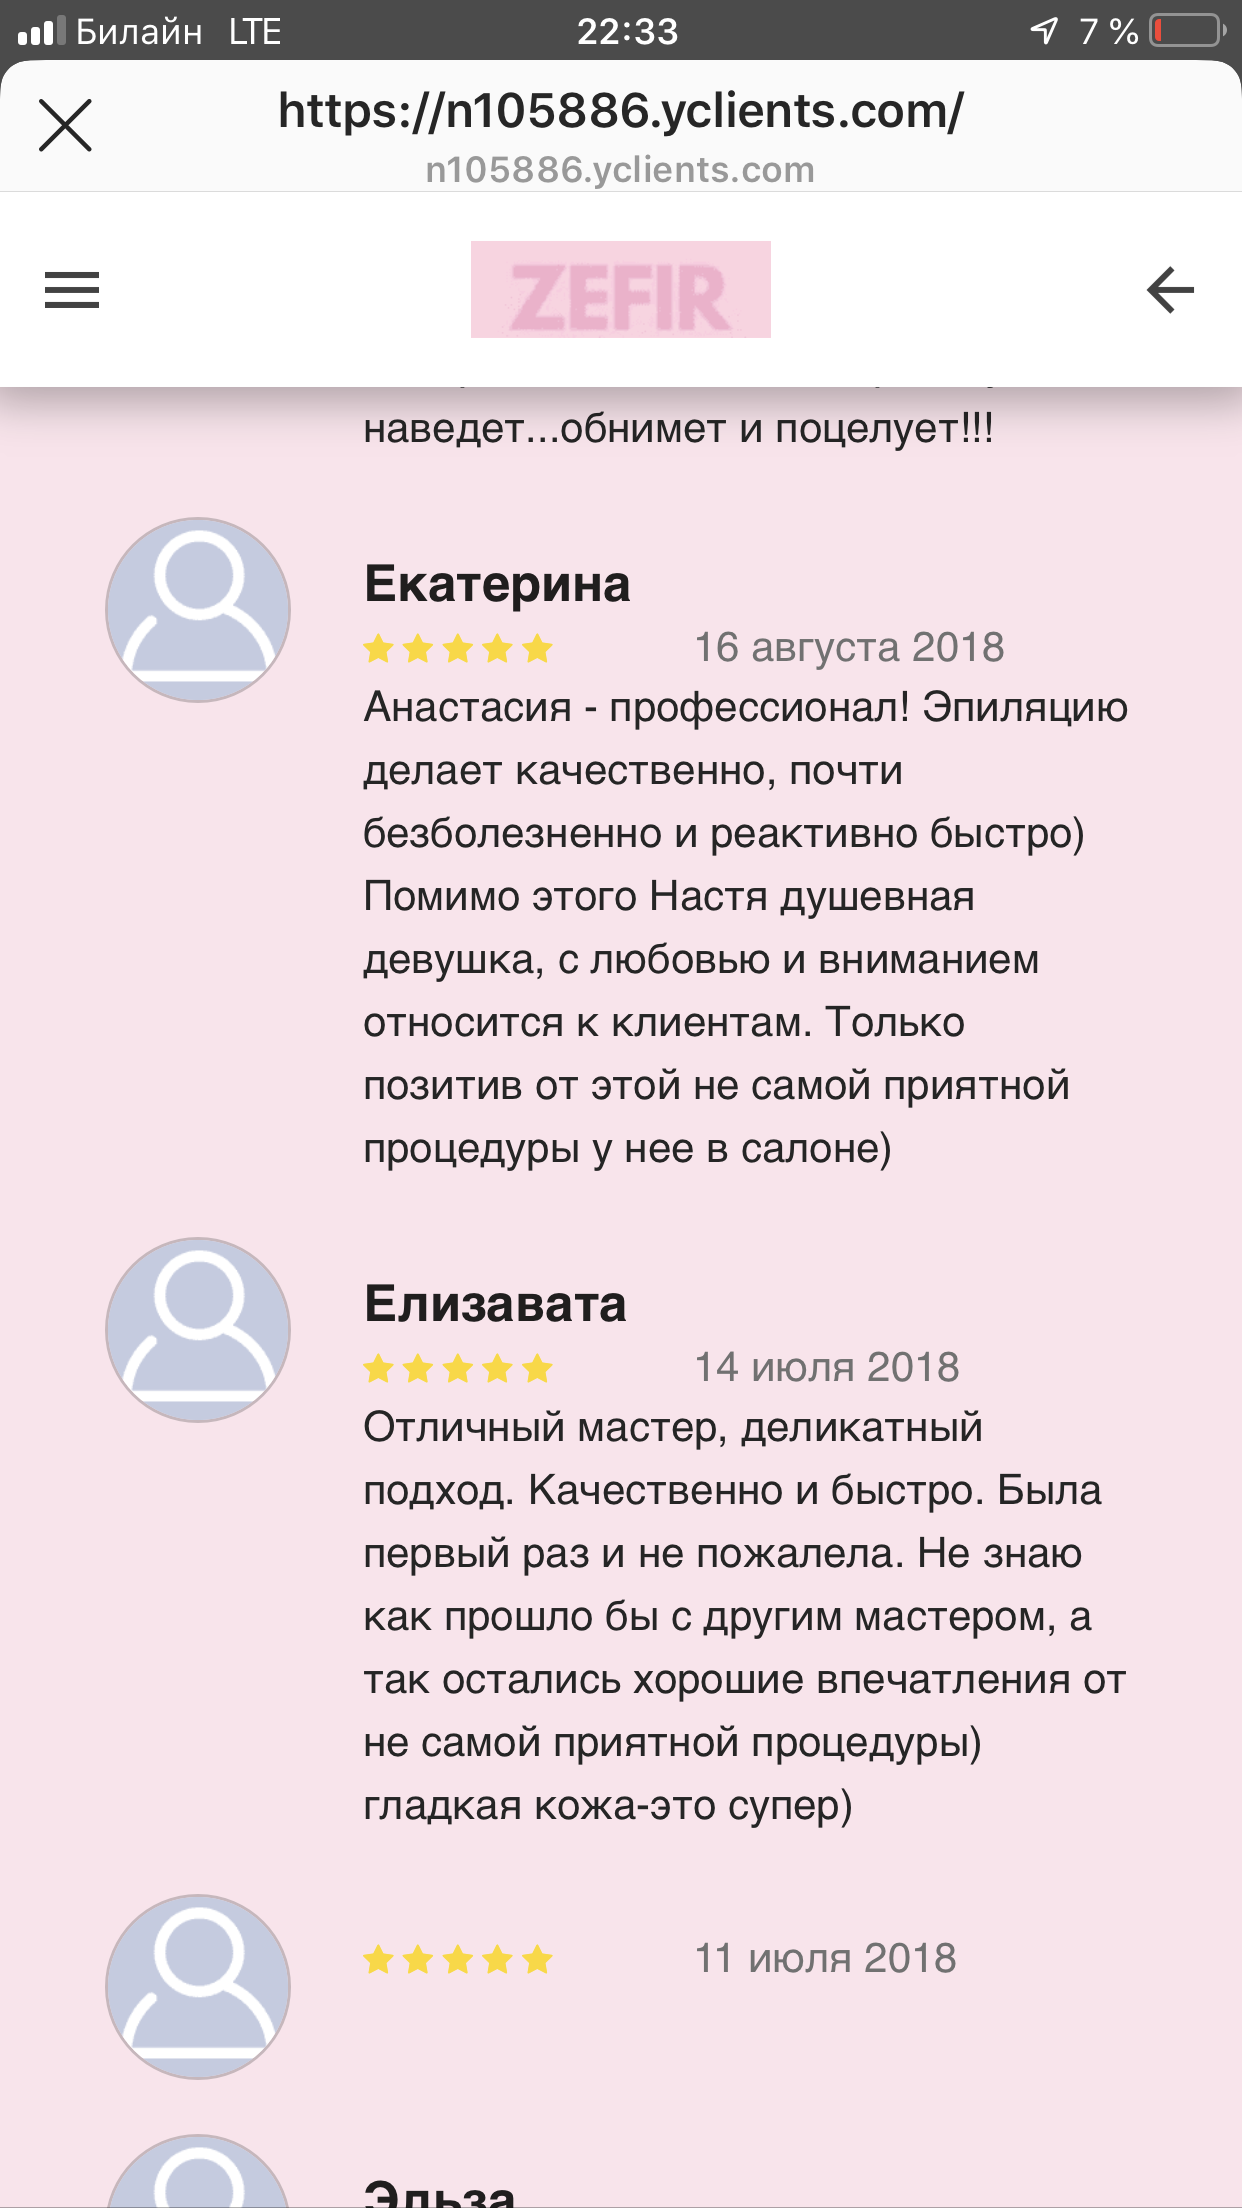 Билайн LTE 22:33 7 %
https://n105886.yclients.com/
n105886.yclients.com
ZEFIR
наведет...обнимет и поцелует!!!
Екатерина
16 августа 2018
Анастасия - профессионал! Эпиляцию
делает качественно, почти
безболезненно и реактивно быстро)
Помимо этого Настя душевная
девушка, с любовью и вниманием
относится к клиентам. Только
позитив от этой не самой приятной
процедуры у нее в салоне)
Елизавата
14 июля 2018
Отличный мастер, деликатный
подход. Качественно и быстро. Была
первый раз и не пожалела. Не знаю
как прошло бы с другим мастером, а
так остались хорошие впечатления от
не самой приятной процедуры)
гладкая кожа-это супер)
11 июля 2018
Эльза